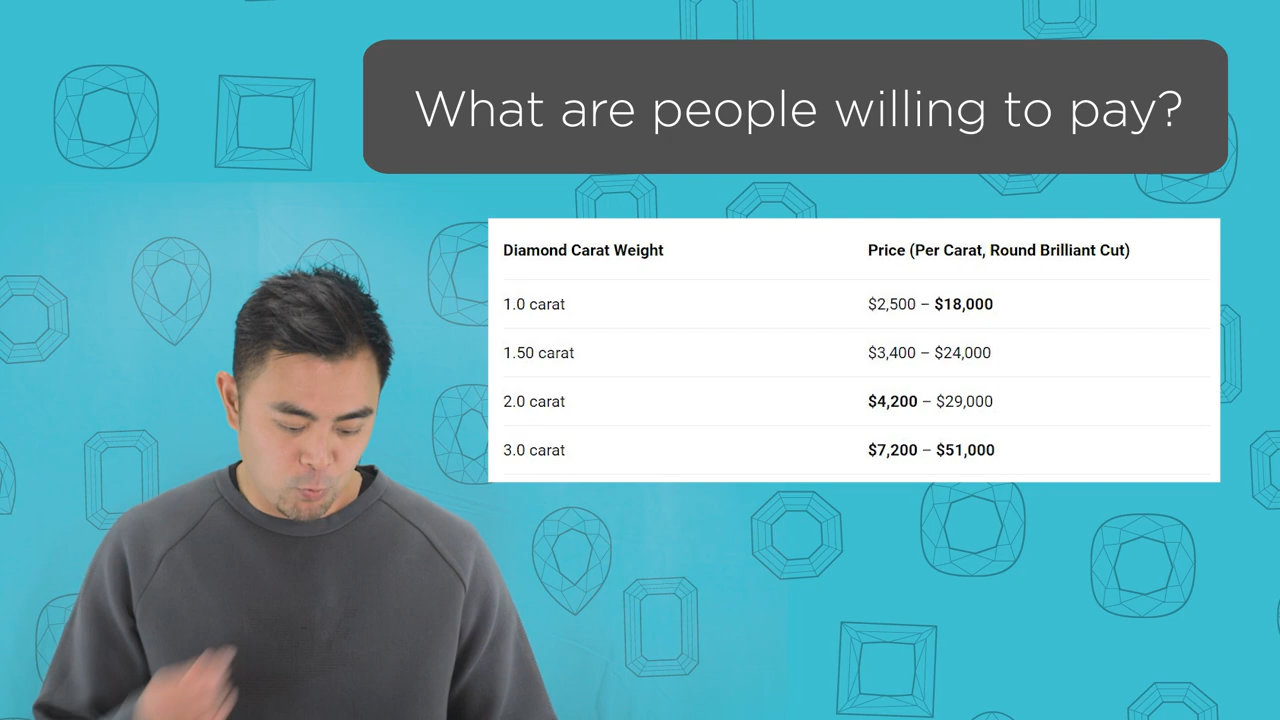 What are people willing to pay?
Diamond Carat Weight Price (Per Carat, Round Brilliant Cut)
1.0 carat $2,500 – $18,000
1.50 carat $3,400 – $24,000
2.0 carat $4,200 – $29,000
3.0 carat $7,200 – $51,000